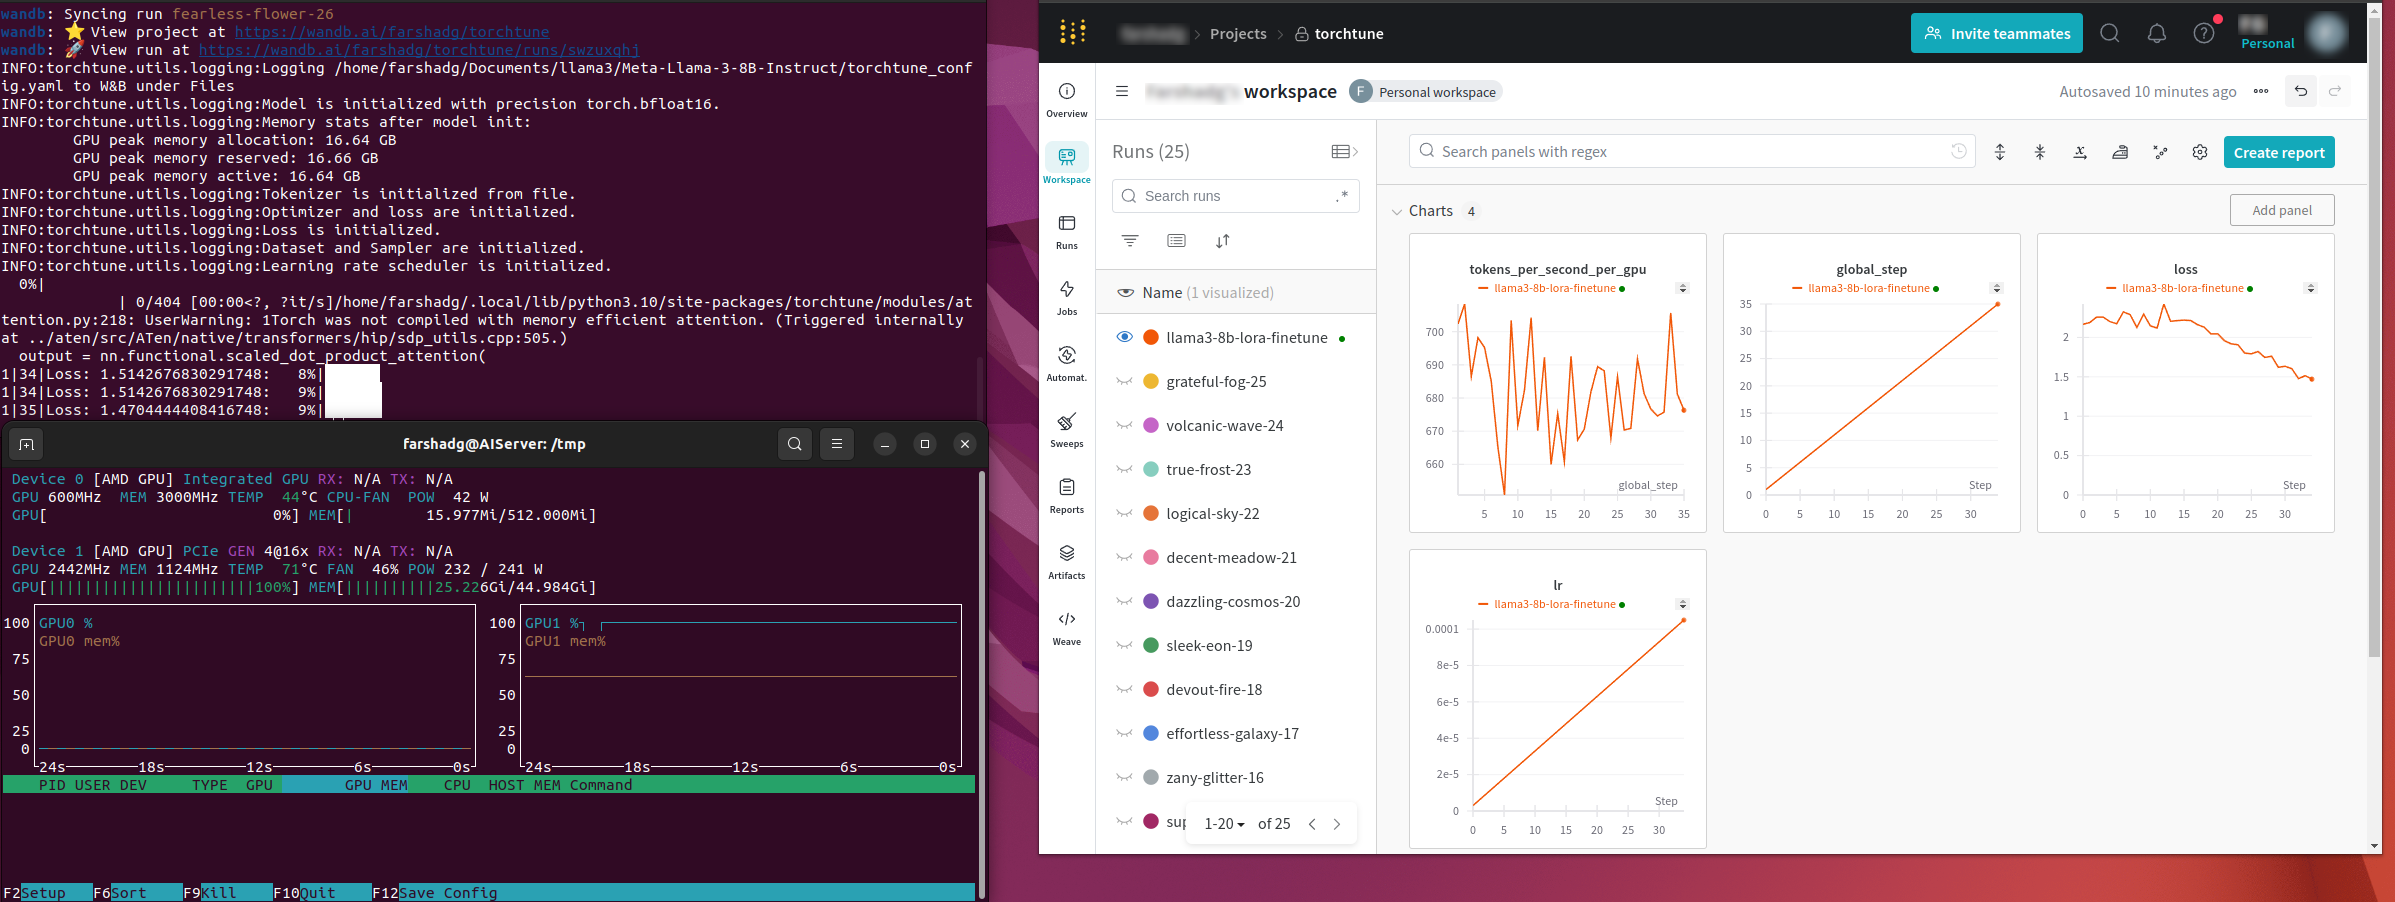 wandb: Syncing run fearless-flower-26
wandb: ⭐ View project at https://wandb.ai/farshadg/torchtune
wandb: 🚀 View run at https://wandb.ai/farshadg/torchtune/runs/swzuxqhj
INFO:torchtune.utils.logging:Logging /home/farshadg/Documents/llama3/Meta-Llama-3-8B-Instruct/torchtune_conf
ig.yaml to W&B under Files
INFO:torchtune.utils.logging:Model is initialized with precision torch.bfloat16.
INFO:torchtune.utils.logging:Memory stats after model init:
GPU peak memory allocation: 16.64 GB
GPU peak memory reserved: 16.66 GB
GPU peak memory active: 16.64 GB
INFO:torchtune.utils.logging:Tokenizer is initialized from file.
INFO:torchtune.utils.logging:Optimizer and loss are initialized.
INFO:torchtune.utils.logging:Loss is initialized.
INFO:torchtune.utils.logging:Dataset and Sampler are initialized.
INFO:torchtune.utils.logging:Learning rate scheduler is initialized.
0%|
| 0/404 [00:00<?, ?it/s]/home/farshadg/.local/lib/python3.10/site-packages/torchtune/modules/at
tention.py:218: UserWarning: 1Torch was not compiled with memory efficient attention. (Triggered internally
at ../aten/src/ATen/native/transformers/hip/sdp_utils.cpp:505.)
output = nn.functional.scaled_dot_product_attention(
1|34|Loss: 1.5142676830291748: 8%|
1|34|Loss: 1.5142676830291748: 9%|
1|35|Loss: 1.4704444408416748: 9%|
farshadg@AIServer: /tmp
Device 0 [AMD GPU] Integrated GPU RX: N/A TX: N/A
GPU 600MHz MEM 3000MHz TEMP 44°C CPU-FAN POW 42 W
GPU[ 0%] MEM[| 15.977Mi/512.000Mi]
Device 1 [AMD GPU] PCIe GEN 4@16x RX: N/A TX: N/A
GPU 2442MHz MEM 1124MHz TEMP 71°C FAN 46% POW 232 / 241 W
GPU[|||||||||||||||||||||||100%] MEM[||||||||||25.226Gi/44.984Gi]
100 GPU0 %
GPU0 mem%
75
50
25
0
24s 18s 12s 6s 0s
100 GPU1 %
GPU1 mem%
75
50
25
0
24s 18s 12s 6s 0s
PID USER DEV TYPE GPU GPU MEM CPU HOST MEM Command
F2Setup F6Sort F9Kill F10Quit F12Save Config
Projects > torchtune
Invite teammates
Personal
workspace
F Personal workspace
Autosaved 10 minutes ago
Overview
Workspace
Runs
Jobs
Automat.
Sweeps
Reports
Artifacts
Weave
Runs (25)
Search runs
.*
Name (1 visualized)
llama3-8b-lora-finetune
grateful-fog-25
volcanic-wave-24
true-frost-23
logical-sky-22
decent-meadow-21
dazzling-cosmos-20
sleek-eon-19
devout-fire-18
effortless-galaxy-17
zany-glitter-16
sup
1-20 of 25
Search panels with regex
Create report
Charts 4
Add panel
tokens_per_second_per_gpu
llama3-8b-lora-finetune
700
690
680
670
660
global_step
5 10 15 20 25 30 35
global_step
llama3-8b-lora-finetune
35
30
25
20
15
10
5
0
Step
0 5 10 15 20 25 30
loss
llama3-8b-lora-finetune
2
1.5
1
0.5
0
Step
0 5 10 15 20 25 30
lr
llama3-8b-lora-finetune
0.0001
8e-5
6e-5
4e-5
2e-5
0
Step
0 5 10 15 20 25 30